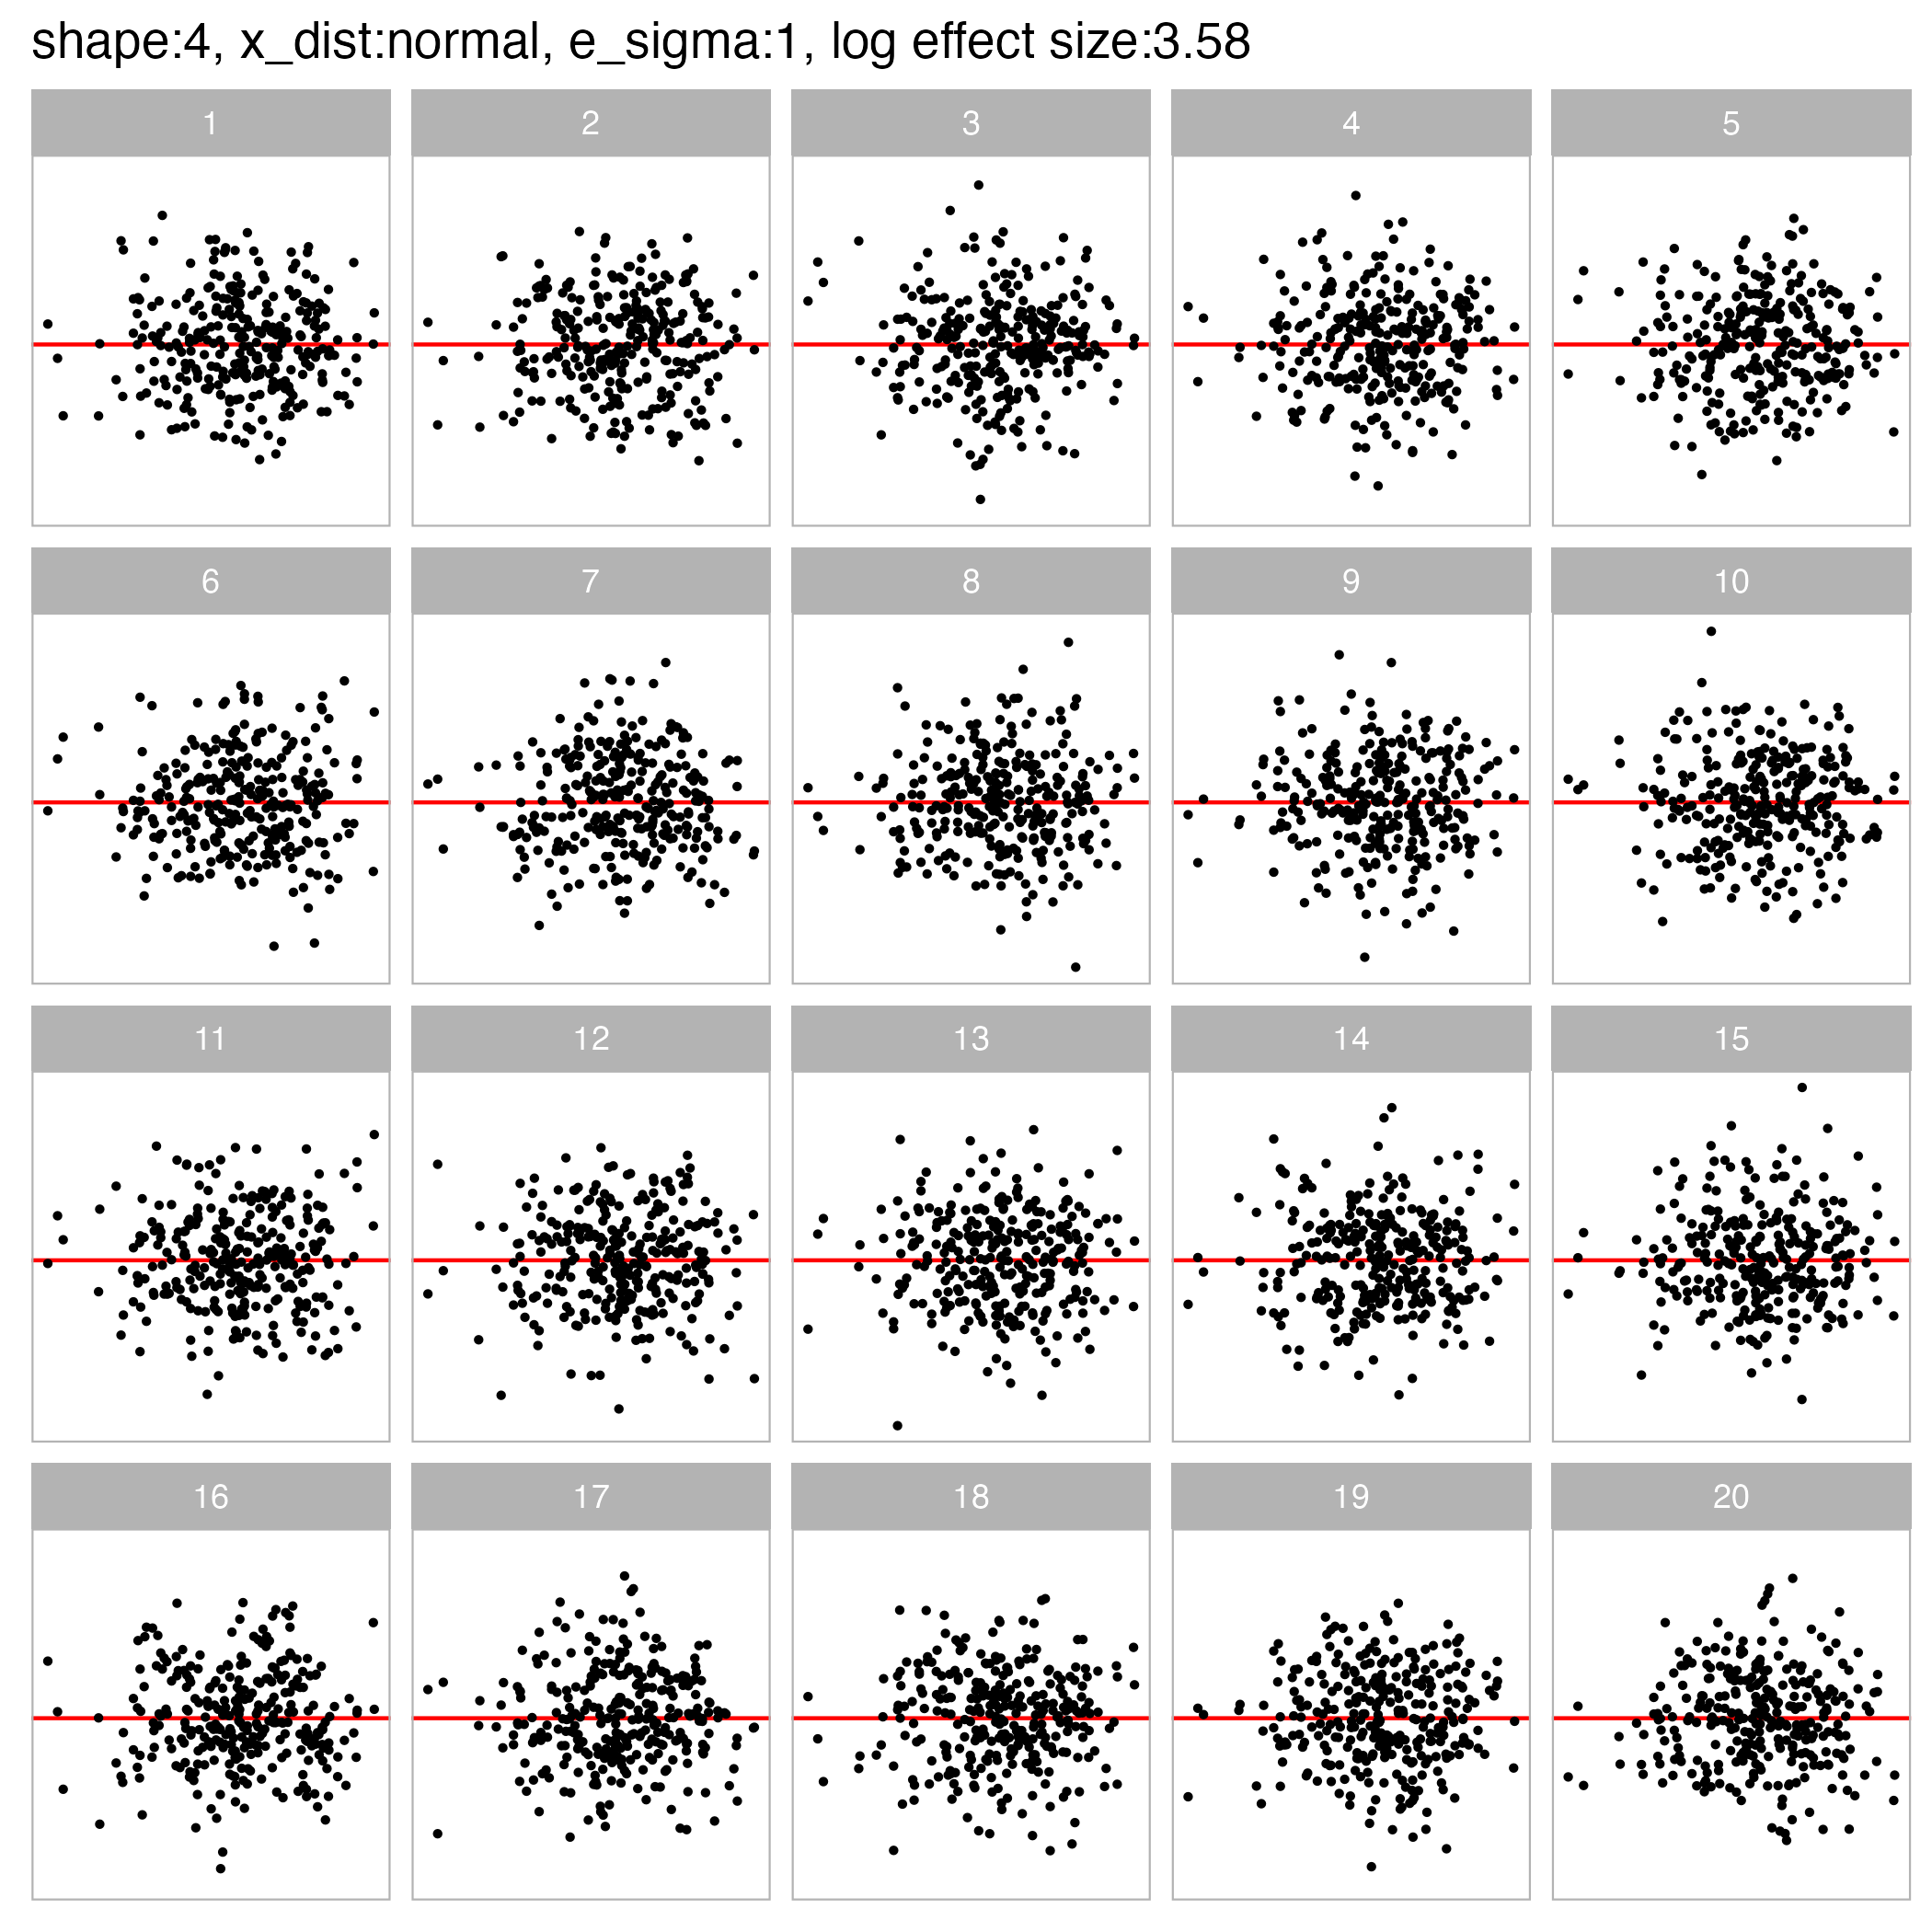 shape:4, x_dist:normal, e_sigma:1, log effect size:3.58
1 2 3 4 5
6 7 8 9 10
11 12 13 14 15
16 17 18 19 20